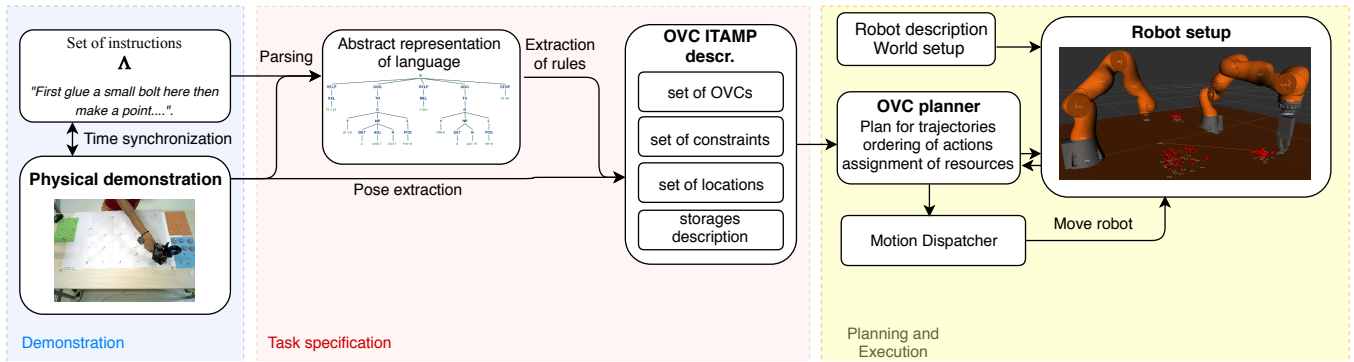 Set of instructions
Λ
"First glue a small bolt here then
make a point....".
Time synchronization
Physical demonstration
Demonstration
Parsing
Abstract representation
of language
Extraction
of rules
Pose extraction
OVC ITAMP
descr.
set of OVCs
set of constraints
set of locations
storages
description
Task specification
Robot description
World setup
OVC planner
Plan for trajectories
ordering of actions
assignment of resources
Robot setup
Motion Dispatcher
Move robot
Planning and
Execution